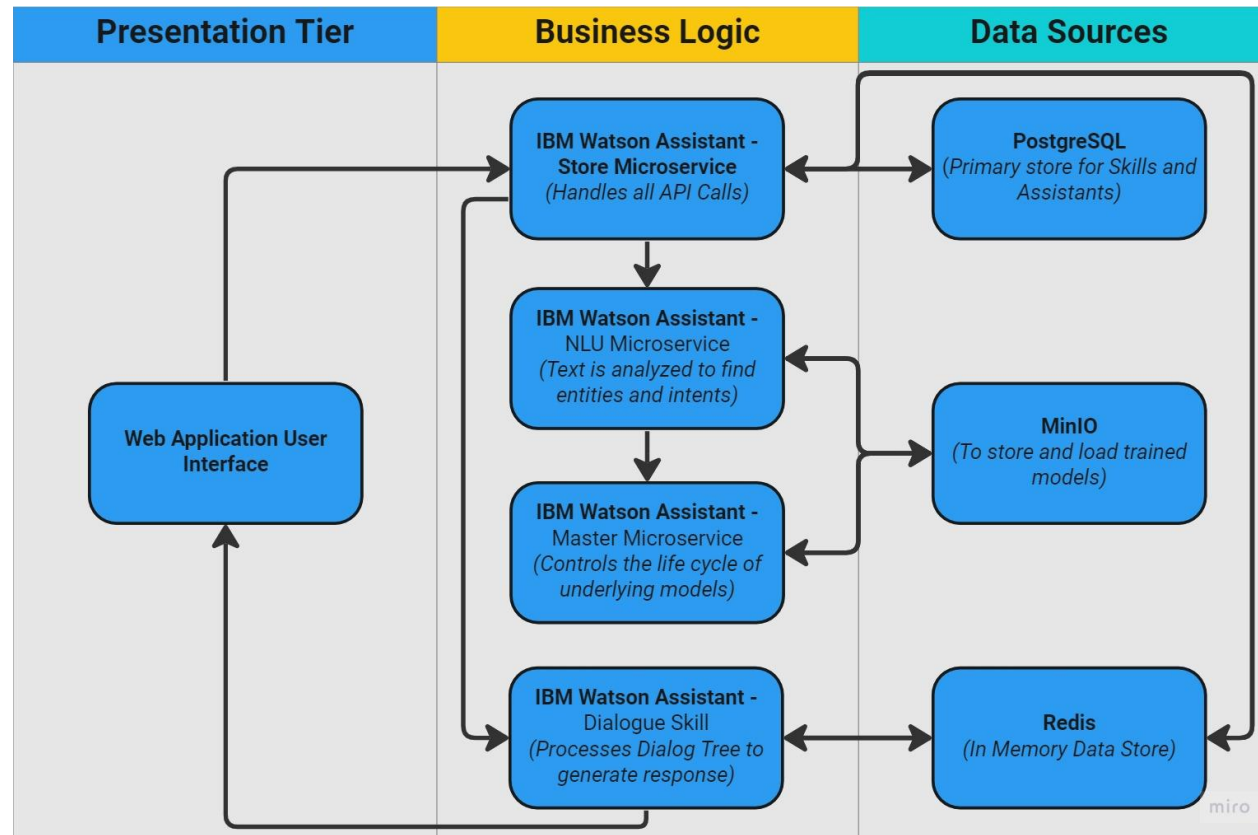 Presentation Tier
Business Logic
Data Sources
IBM Watson Assistant -
Store Microservice
(Handles all API Calls)
PostgreSQL
(Primary store for Skills and
Assistants)
IBM Watson Assistant -
NLU Microservice
(Text is analyzed to find
entities and intents)
Web Application User
Interface
MinIO
(To store and load trained
models)
IBM Watson Assistant -
Master Microservice
(Controls the life cycle of
underlying models)
IBM Watson Assistant -
Dialogue Skill
(Processes Dialog Tree to
generate response)
Redis
(In Memory Data Store)
miro